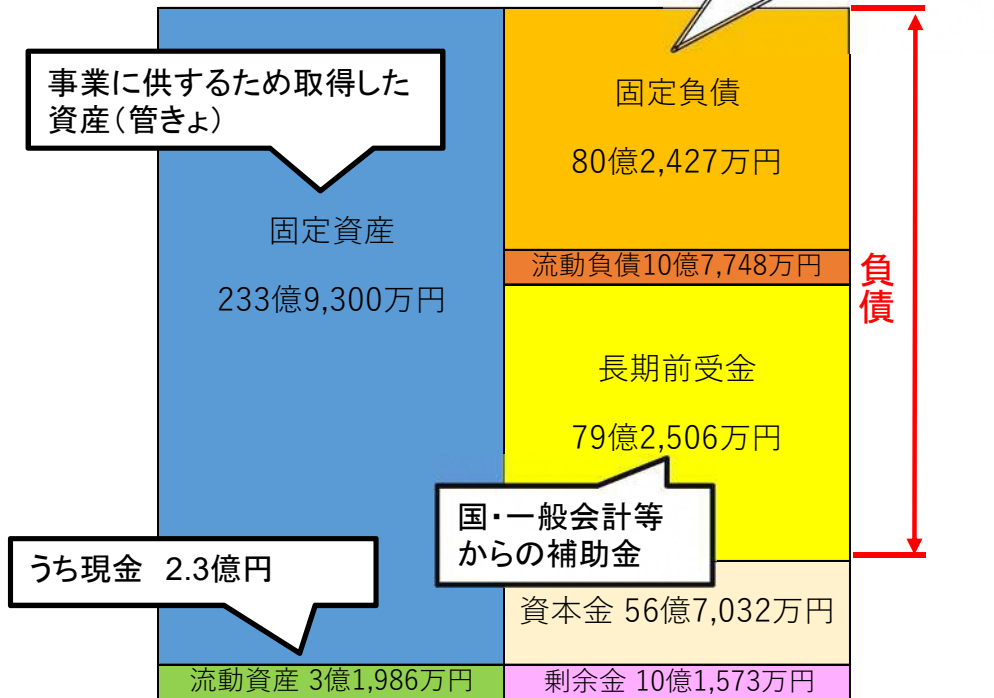 事業に供するため取得した
資産（管きょ）
固定資産
233億9,300万円
うち現金 2.3億円
流動資産 3億1,986万円
固定負債
80億2,427万円
流動負債10億7,748万円
長期前受金
79億2,506万円
国・一般会計等
からの補助金
資本金 56億7,032万円
剰余金 10億1,573万円
負債